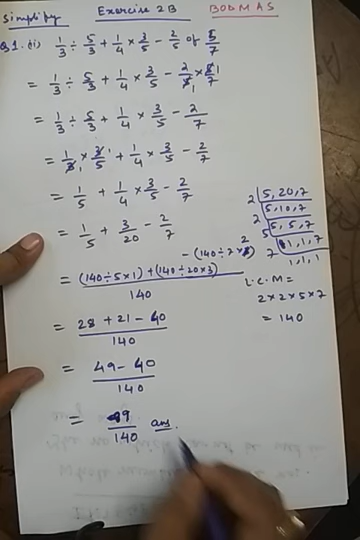 Simplify Exercise 2B BODMAS
Q1. (i) 1/3 ÷ 5/3 + 1/4 × 3/5 − 2/5 of 5/7
= 1/3 ÷ 5/3 + 1/4 × 3/5 − 2/5 1 × 5 1/7
= 1/3 ÷ 5/3 + 1/4 × 3/5 − 2/7
= 1/3 1 × 3 1/5 + 1/4 × 3/5 − 2/7
= 1/5 + 1/4 × 3/5 − 2/7
= 1/5 + 3/20 − 2/7
= (140÷5×1) + (140÷20×3) − (140÷7×2) / 140
= 28 + 21 − 40 / 140
= 49 − 40 / 140
= 9/140 ans.
2 | 5, 20, 7
2 | 5, 10, 7
5 | 5, 5, 7
7 | 1, 1, 7
1, 1, 1
L.C.M =
2×2×5×7
= 140